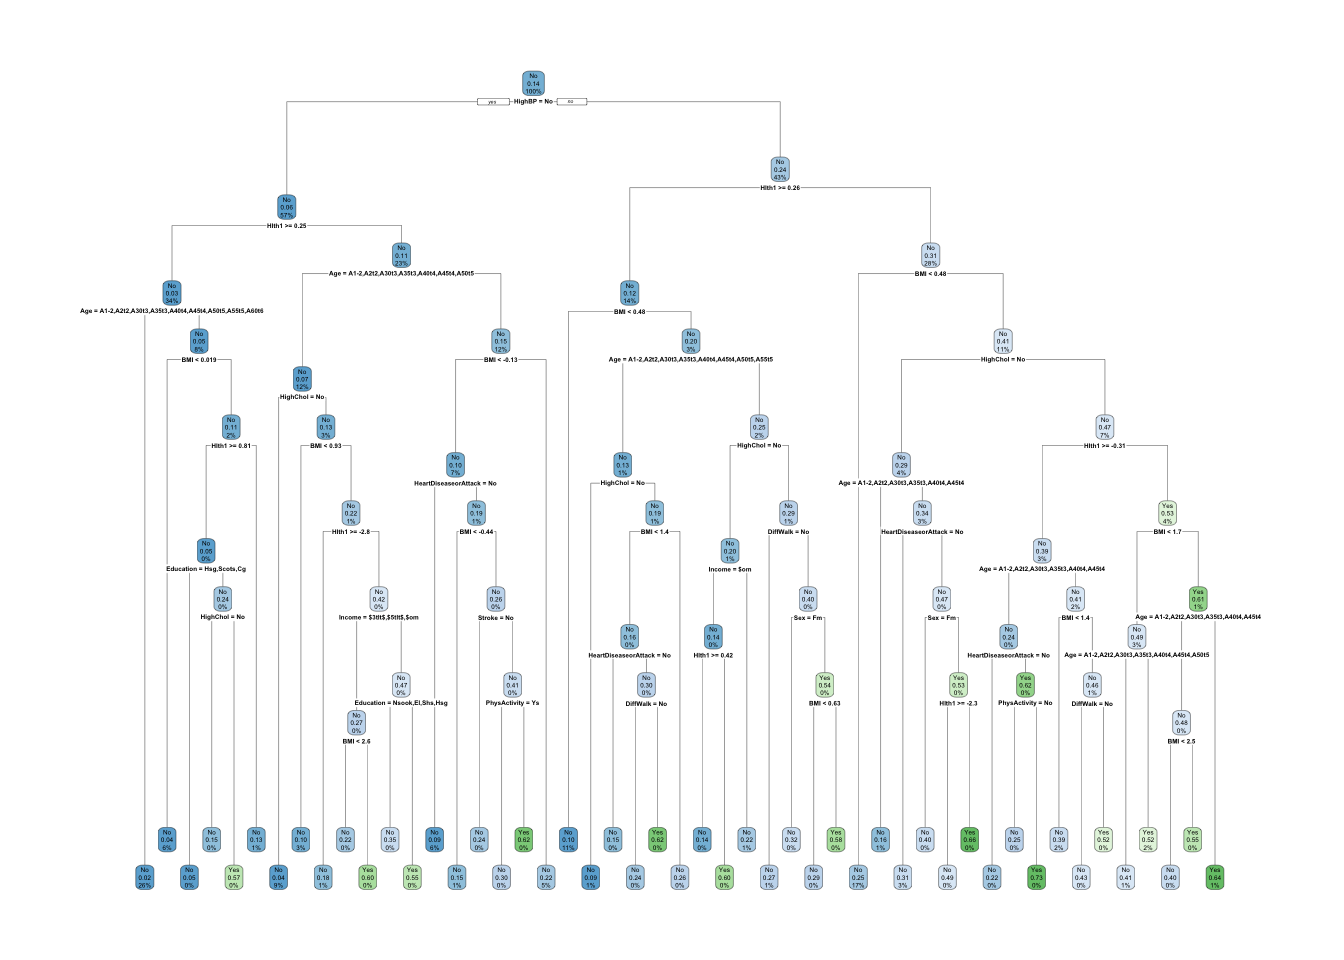 No
0.14
100%
yes
HighBP = No
no
No
0.24
43%
Hlth1 >= 0.26
No
0.06
57%
Hlth1 >= 0.25
No
0.11
23%
Age = A1-2,A2t2,A30t3,A35t3,A40t4,A45t4,A50t5
No
0.31
28%
BMI < 0.48
No
0.03
34%
Age = A1-2,A2t2,A30t3,A35t3,A40t4,A45t4,A50t5,A55t5,A60t6
No
0.12
14%
BMI < 0.48
No
0.05
8%
BMI < 0.019
No
0.15
12%
BMI < -0.13
No
0.20
3%
Age = A1-2,A2t2,A30t3,A35t3,A40t4,A45t4,A50t5,A55t5
No
0.41
11%
HighChol = No
No
0.07
12%
HighChol = No
No
0.11
2%
Hlth1 >= 0.81
No
0.13
3%
BMI < 0.93
No
0.25
2%
HighChol = No
No
0.47
7%
Hlth1 >= -0.31
No
0.10
7%
HeartDiseaseorAttack = No
No
0.13
1%
HighChol = No
No
0.29
4%
Age = A1-2,A2t2,A30t3,A35t3,A40t4,A45t4
No
0.22
1%
Hlth1 >= -2.8
No
0.19
1%
BMI < -0.44
No
0.19
1%
BMI < 1.4
No
0.29
1%
DiffWalk = No
No
0.34
3%
HeartDiseaseorAttack = No
Yes
0.53
4%
BMI < 1.7
No
0.05
0%
Education = Hsg,Scots,Cg
No
0.20
1%
Income = $om
No
0.39
3%
Age = A1-2,A2t2,A30t3,A35t3,A40t4,A45t4
No
0.24
0%
HighChol = No
No
0.42
0%
Income = $3tlt$,$5tlt$,$om
No
0.26
0%
Stroke = No
No
0.40
0%
Sex = Fm
No
0.47
0%
Sex = Fm
No
0.41
2%
BMI < 1.4
Yes
0.61
1%
Age = A1-2,A2t2,A30t3,A35t3,A40t4,A45t4
No
0.16
0%
HeartDiseaseorAttack = No
No
0.14
0%
Hlth1 >= 0.42
No
0.24
0%
HeartDiseaseorAttack = No
No
0.49
3%
Age = A1-2,A2t2,A30t3,A35t3,A40t4,A45t4,A50t5
No
0.47
0%
Education = Nsook,El,Shs,Hsg
No
0.41
0%
PhysActivity = Ys
No
0.30
0%
DiffWalk = No
Yes
0.54
0%
BMI < 0.63
Yes
0.53
0%
Hlth1 >= -2.3
Yes
0.62
0%
PhysActivity = No
No
0.46
1%
DiffWalk = No
No
0.27
0%
BMI < 2.6
No
0.48
0%
BMI < 2.5
No
0.04
6%
No
0.15
0%
No
0.13
1%
No
0.10
3%
No
0.22
0%
No
0.35
0%
No
0.09
6%
No
0.24
0%
Yes
0.62
0%
No
0.10
11%
No
0.15
0%
Yes
0.62
0%
No
0.14
0%
No
0.22
1%
No
0.32
0%
Yes
0.58
0%
No
0.16
1%
No
0.40
0%
Yes
0.66
0%
No
0.25
0%
No
0.39
2%
Yes
0.52
0%
Yes
0.52
2%
Yes
0.55
0%
No
0.02
26%
No
0.05
0%
Yes
0.57
0%
No
0.04
9%
No
0.18
1%
Yes
0.60
0%
Yes
0.55
0%
No
0.15
1%
No
0.30
0%
No
0.22
5%
No
0.09
1%
No
0.24
0%
No
0.26
0%
Yes
0.60
0%
No
0.27
1%
No
0.29
0%
No
0.25
17%
No
0.31
3%
No
0.49
0%
No
0.22
0%
Yes
0.73
0%
No
0.43
0%
No
0.41
1%
No
0.40
0%
Yes
0.64
1%